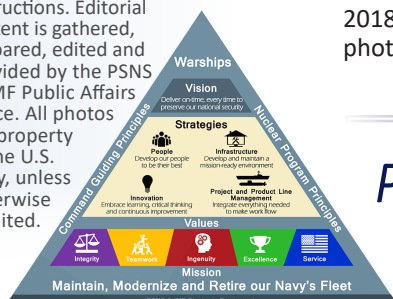 uctions. Editorial
tent is gathered,
pared, edited and
vided by the PSNS
MF Public Affairs
ce. All photos
property
he U.S.
y, unless
erwise
ited.
2018
phot
P
Warships
Vision
Deliver on-time, every time to
preserve our national security
Command Guiding Principles
Nuclear Program Principles
Strategies
People
Develop our people
to be their best
Infrastructure
Develop and maintain a
mission-ready environment
Innovation
Embrace learning, critical thinking
and continuous improvement
Project and Product Line
Management
Integrate everything needed
to make work flow
Values
Integrity
Teamwork
Ingenuity
Excellence
Service
Mission
Maintain, Modernize and Retire our Navy's Fleet